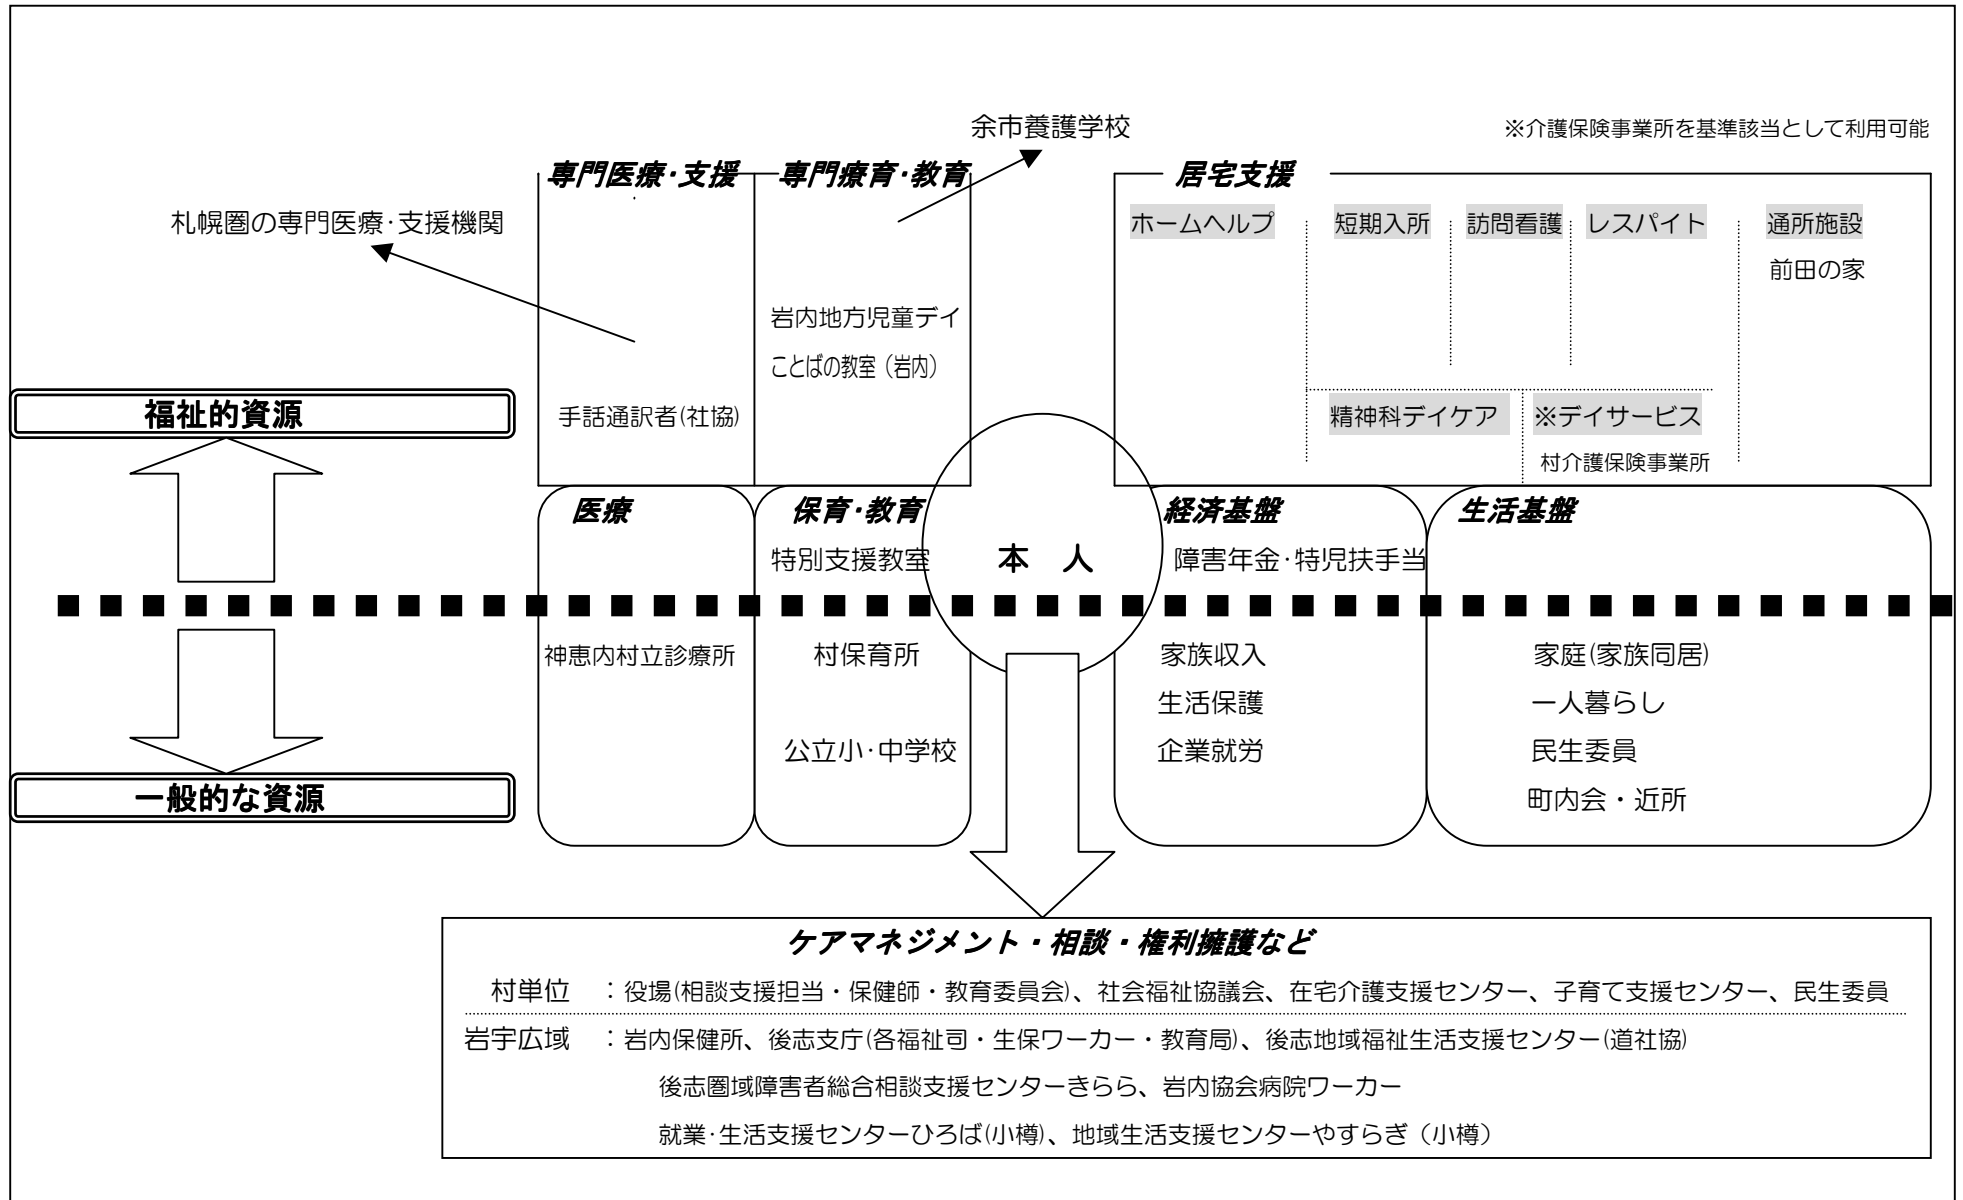 余市養護学校
※介護保険事業所を基準該当として利用可能
専門医療・支援
専門療育・教育
居宅支援
札幌圏の専門医療・支援機関
ホームヘルプ
短期入所
訪問看護
レスパイト
通所施設
前田の家
岩内地方児童デイ
ことばの教室（岩内）
福祉的資源
手話通訳者(社協)
精神科デイケア
※デイサービス
村介護保険事業所
医療
保育・教育
経済基盤
生活基盤
特別支援教室
本　人
障害年金・特児扶手当
神恵内村立診療所
村保育所
家族収入
家庭(家族同居)
生活保護
一人暮らし
公立小・中学校
企業就労
民生委員
一般的な資源
町内会・近所
ケアマネジメント・相談・権利擁護など
村単位　：役場(相談支援担当・保健師・教育委員会)、社会福祉協議会、在宅介護支援センター、子育て支援センター、民生委員
岩宇広域　：岩内保健所、後志支庁(各福祉司・生保ワーカー・教育局)、後志地域福祉生活支援センター(道社協)
後志圏域障害者総合相談支援センターきらら、岩内協会病院ワーカー
就業・生活支援センターひろば(小樽)、地域生活支援センターやすらぎ（小樽）